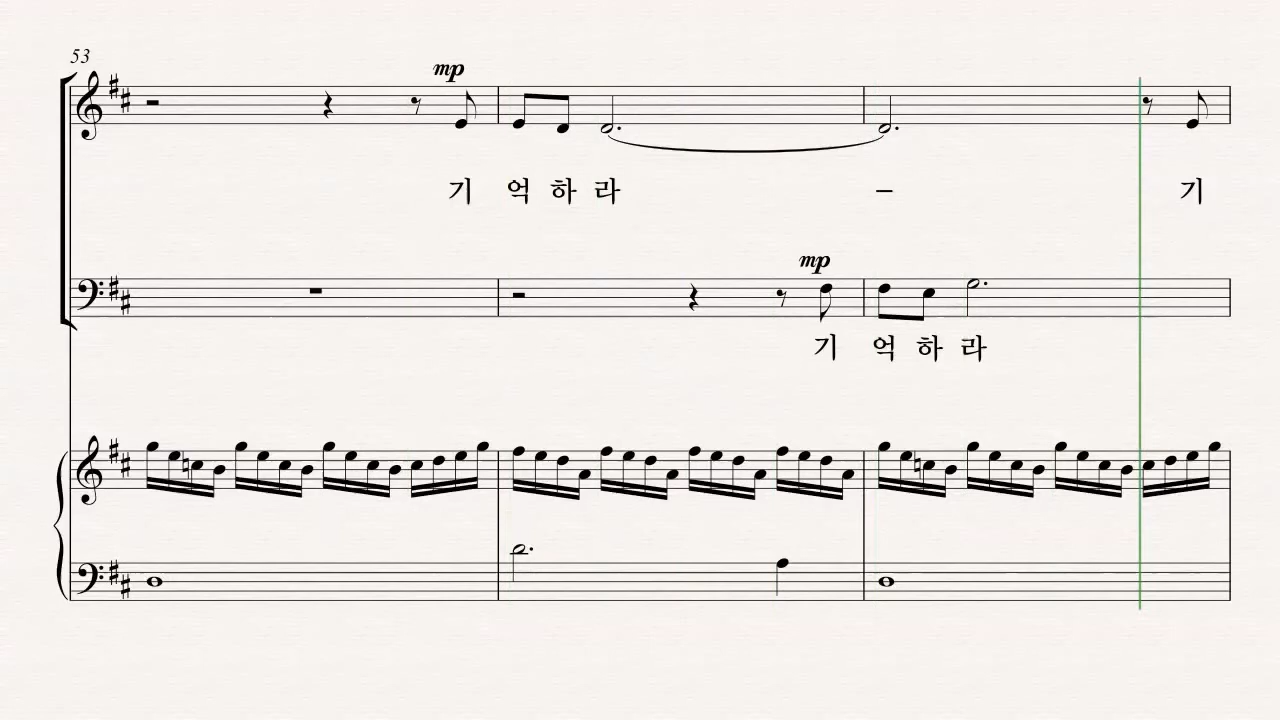 53
mp
기 억 하 라 – 기
mp
기 억 하 라